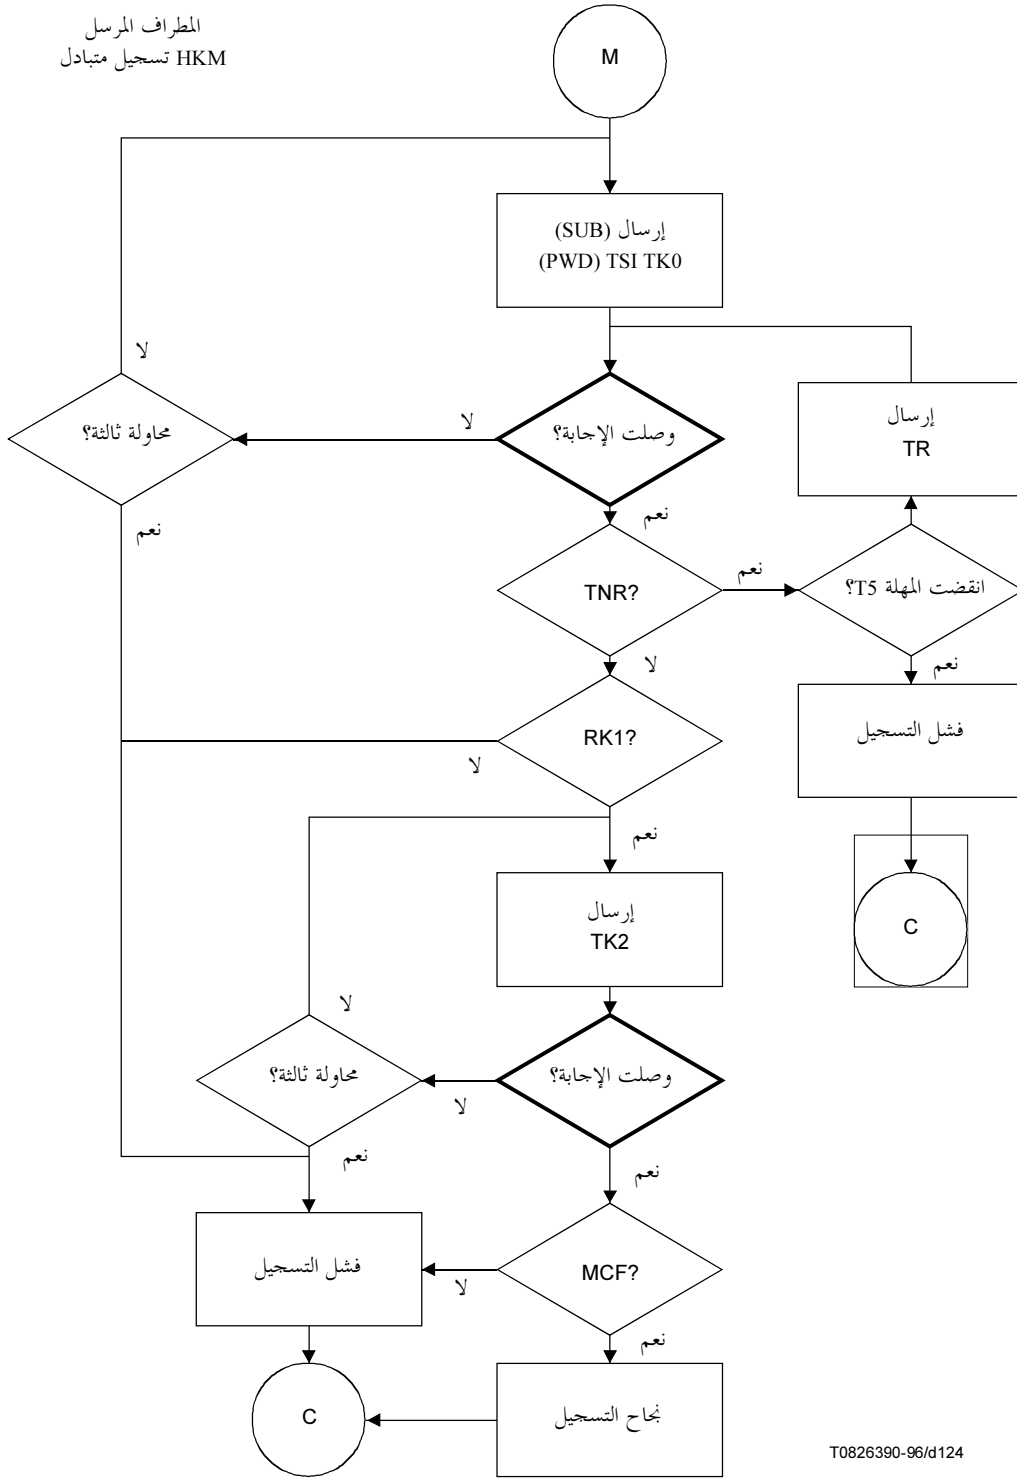 المطراف المرسل
HKM تسجيل متبادل
M
إرسال (SUB)
(PWD) TSI TK0
لا
محاولة ثالثة؟
نعم
لا
وصلت الإجابة؟
نعم
إرسال
TR
TNR?
نعم
انقضت المهلة T5؟
نعم
لا
RK1?
لا
نعم
فشل التسجيل
C
إرسال
TK2
لا
محاولة ثالثة؟
لا
وصلت الإجابة؟
نعم
نعم
فشل التسجيل
لا
MCF?
نعم
C
نجاح التسجيل
T0826390-96/d124